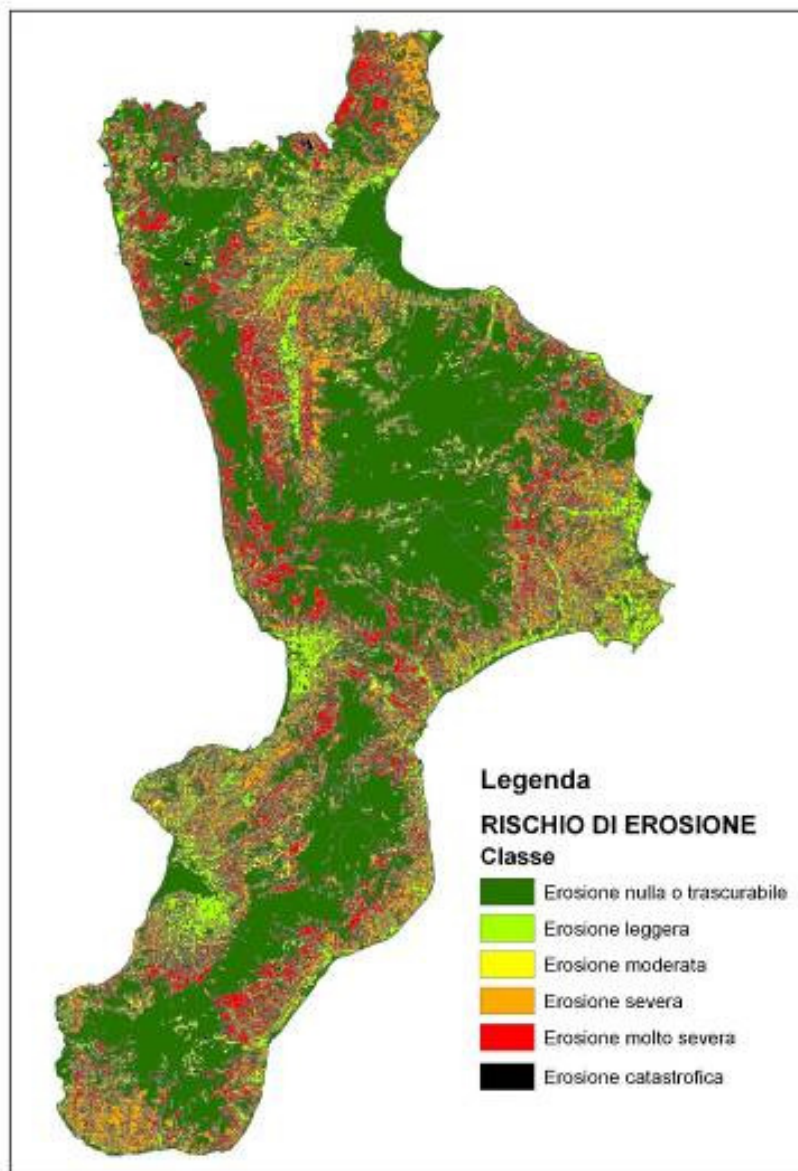 Legenda
RISCHIO DI EROSIONE
Classe
Erosione nulla o trascurabile
Erosione leggera
Erosione moderata
Erosione severa
Erosione molto severa
Erosione catastrofica